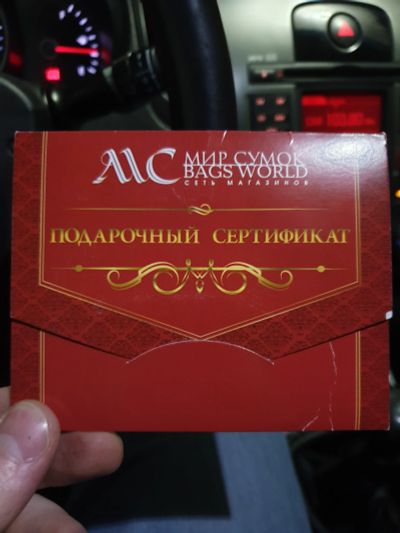 МС МИР СУМОК
BAGS WORLD
СЕТЬ МАГАЗИНОВ
ПОДАРОЧНЫЙ СЕРТИФИКАТ